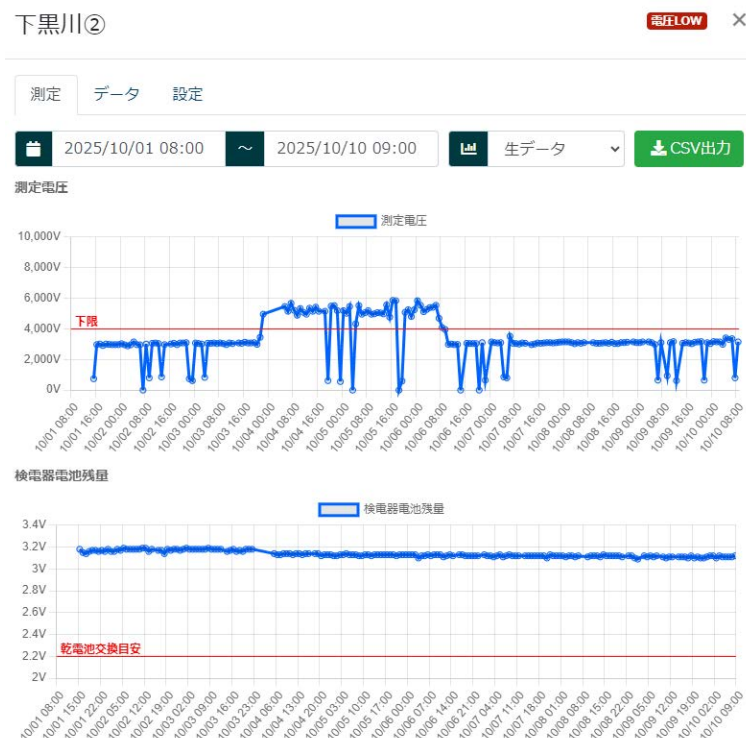 下黒川②
電圧LOW ×
測定 データ 設定
2025/10/01 08:00 ～ 2025/10/10 09:00 生データ CSV出力
測定電圧
測定電圧
10,000V
8,000V
6,000V
下限
4,000V
2,000V
0V
10/01 08:00 10/01 16:00 10/02 00:00 10/02 08:00 10/02 16:00 10/03 00:00 10/03 08:00 10/03 16:00 10/04 00:00 10/04 08:00 10/04 16:00 10/05 00:00 10/05 08:00 10/05 16:00 10/06 00:00 10/06 08:00 10/06 16:00 10/07 00:00 10/07 08:00 10/07 16:00 10/08 00:00 10/08 08:00 10/08 16:00 10/09 00:00 10/09 08:00 10/09 16:00 10/10 00:00 10/10 08:00
検電器電池残量
検電器電池残量
3.4V
3.2V
3V
2.8V
2.6V
2.4V
乾電池交換目安
2.2V
2V
10/01 08:00 10/01 15:00 10/01 22:00 10/02 05:00 10/02 12:00 10/02 19:00 10/03 02:00 10/03 09:00 10/03 16:00 10/03 23:00 10/04 06:00 10/04 13:00 10/04 20:00 10/05 03:00 10/05 10:00 10/05 17:00 10/06 00:00 10/06 07:00 10/06 14:00 10/06 21:00 10/07 04:00 10/07 11:00 10/07 18:00 10/08 01:00 10/08 08:00 10/08 15:00 10/08 22:00 10/09 05:00 10/09 12:00 10/09 19:00 10/10 02:00 10/10 09:00